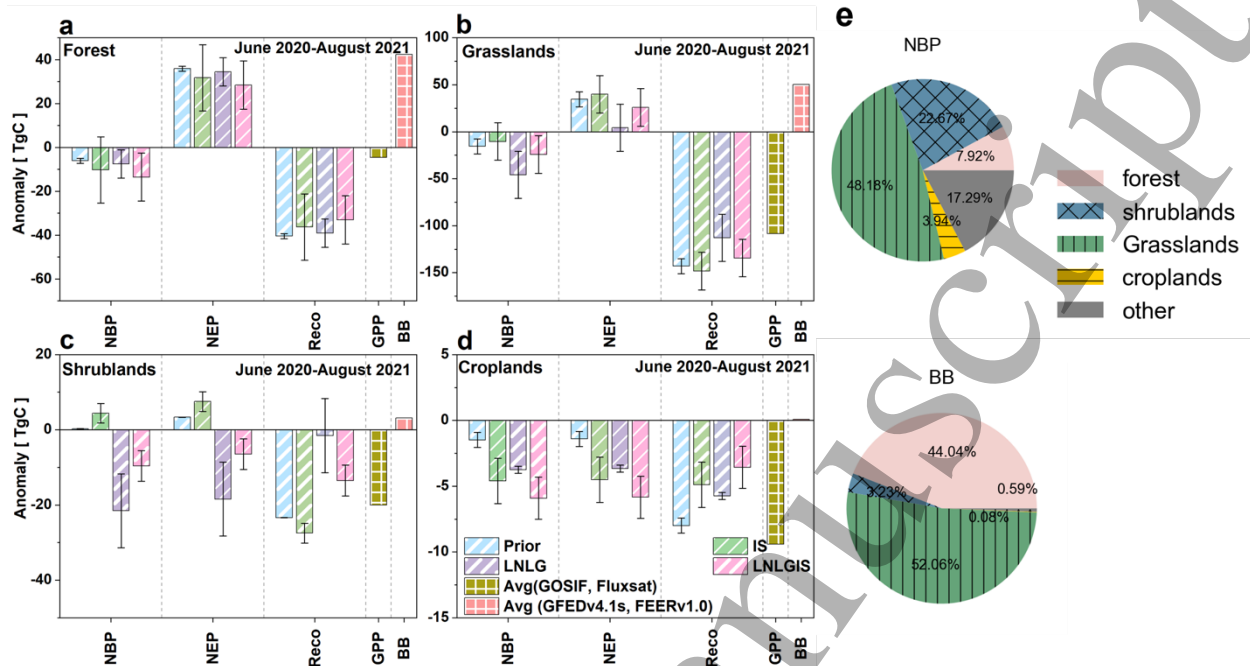 a
Forest
June 2020-August 2021
Anomaly [ TgC ]
40
20
0
-20
-40
-60
NBP
NEP
Reco
GPP
BB
b
Grasslands
June 2020-August 2021
100
75
50
25
0
-50
-100
-150
NBP
NEP
Reco
GPP
BB
c
Shrublands
June 2020-August 2021
Anomaly [ TgC ]
20
0
-20
-40
NBP
NEP
Reco
GPP
BB
d
Croplands
June 2020-August 2021
5
0
-5
-10
-15
Prior
IS
LNLG
LNLGIS
Avg(GOSIF, Fluxsat)
Avg (GFEDv4.1s, FEERv1.0)
NBP
NEP
Reco
GPP
BB
e
NBP
22.67%
7.92%
48.18%
17.29%
3.94%
forest
shrublands
Grasslands
croplands
other
BB
44.04%
0.59%
3.23%
0.08%
52.06%
nuscript